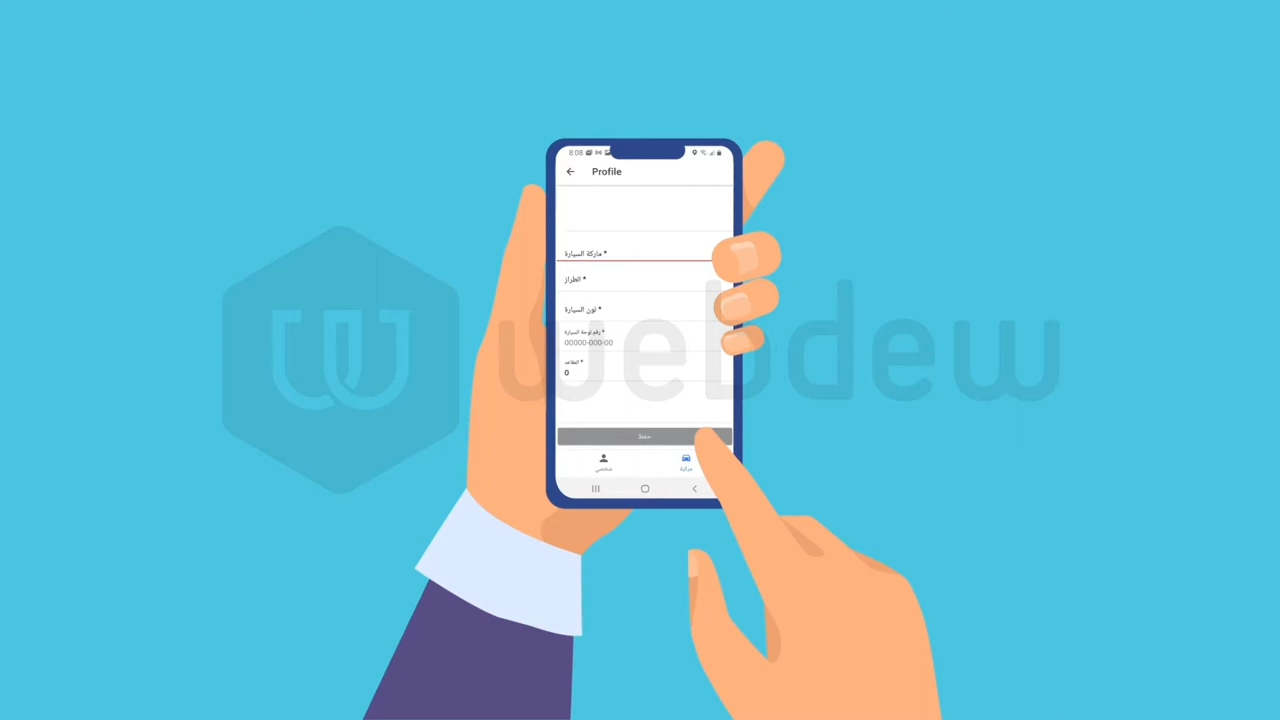 8:08
Profile
ماركة السيارة *
الطراز *
لون السيارة *
رقم لوحة السيارة *
00000-000-00
المقاعد *
0
حفظ
شخصي
مركبة
webdew